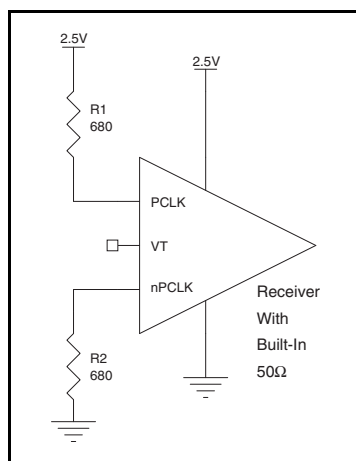 2.5V
2.5V
R1
680
PCLK
VT
nPCLK
Receiver
With
Built-In
50Ω
R2
680